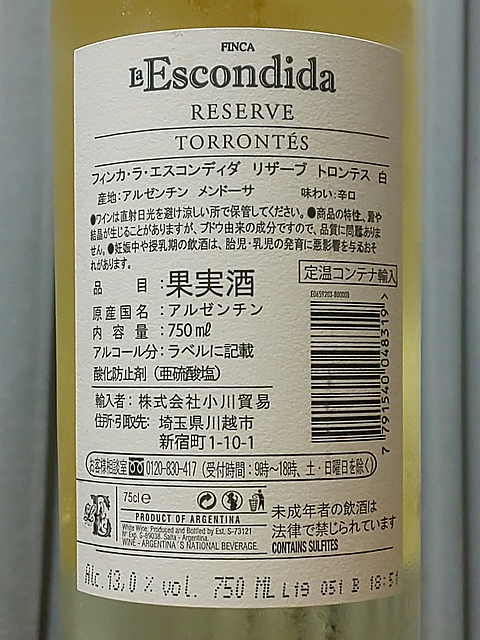 FINCA
La Escondida
RESERVE
TORRONTÉS
フィンカ・ラ・エスコンディダ リザーブ トロンテス 白
産地：アルゼンチン メンドーサ 味わい：辛口
●ワインは直射日光を避け涼しい所で保管してください。●商品の特性、澱や
結晶が生じることがありますが、ブドウ由来の成分ですので、品質に問題ありま
せん。●妊娠中や授乳期の飲酒は、胎児・乳児の発育に悪影響を与えるおそ
れがあります。
定温コンテナ輸入
品目：果実酒
原産国名：アルゼンチン
内容量：750㎖
アルコール分：ラベルに記載
酸化防止剤（亜硫酸塩）
7 791540 048319 >
輸入者：株式会社小川貿易
住所・引取先：埼玉県川越市
新宿町1-10-1
お客様相談室 0120-830-417（受付時間：9時〜18時、土・日曜日を除く）
75cl e
PRODUCT OF ARGENTINA
White Wine. Produced and Bottled by Est. S-73121
Nº Exp. S-89038, Salta - Argentina.
WINE - ARGENTINA'S NATIONAL BEVERAGE.
未成年者の飲酒は
法律で禁じられています
CONTAINS SULFITES
Alc 13,0 % vol. 750 ML L19 051 B 18:51